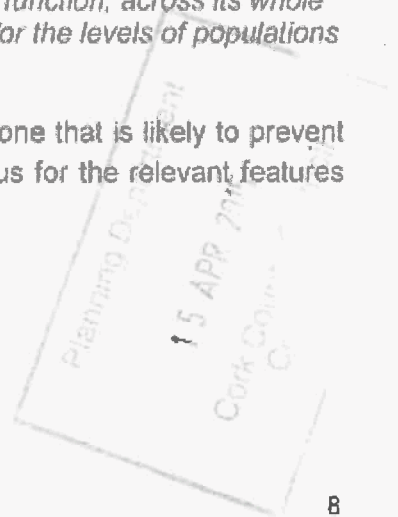 function, across its whole
for the levels of populations
one that is likely to prevent
us for the relevant features
Planning Department
15 APR
Cork
8